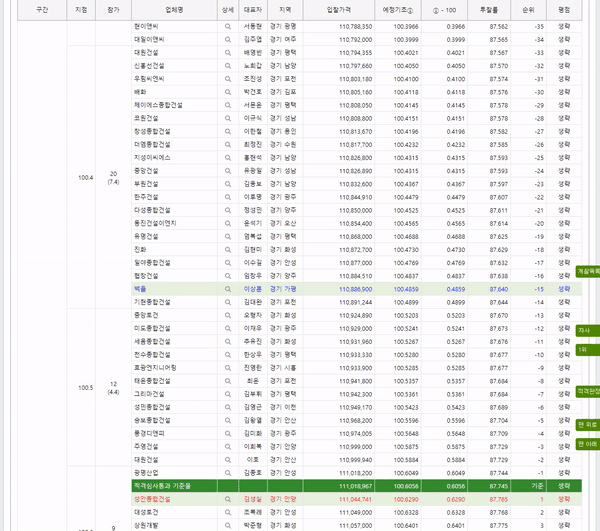 구간 지점 참가 업체명 상세 대표자 지역 입찰가격 예정기초① ① - 100 투찰률 순위 평점
현이앤씨 서동현 경기 광명 110,788,350 100.3966 0.3966 87.562 -35 생략
대일이앤씨 김주엽 경기 여주 110,792,000 100.3999 0.3999 87.565 -34 생략
대원건설 배영빈 경기 평택 110,794,355 100.4021 0.4021 87.567 -33 생략
신흥선건설 노희갑 경기 남양 110,797,660 100.4050 0.4050 87.570 -32 생략
우림씨앤씨 조진성 경기 포천 110,803,180 100.4100 0.4100 87.574 -31 생략
배화 박건호 경기 김포 110,805,160 100.4118 0.4118 87.576 -30 생략
제이에스종합건설 서문운 경기 평택 110,808,050 100.4145 0.4145 87.578 -29 생략
코원건설 이규식 경기 성남 110,808,800 100.4151 0.4151 87.578 -28 생략
창성종합건설 이한철 경기 용인 110,813,670 100.4196 0.4196 87.582 -27 생략
더엠종합건설 최정진 경기 수원 110,817,700 100.4232 0.4232 87.585 -26 생략
지성이씨에스 홍현석 경기 남양 110,826,800 100.4315 0.4315 87.593 -25 생략
중앙건설 유광일 경기 성남 110,826,890 100.4315 0.4315 87.593 -24 생략
100.4 20 부원건설 김용보 경기 남양 110,832,600 100.4367 0.4367 87.597 -23 생략
(7.4) 한주건설 이후명 경기 광주 110,844,910 100.4479 0.4479 87.607 -22 생략
다성종합건설 정성민 경기 양주 110,850,000 100.4525 0.4525 87.611 -21 생략
동진건설이엔지 윤석기 경기 오산 110,854,400 100.4565 0.4565 87.614 -20 생략
유명건설 염복섭 경기 평택 110,868,000 100.4688 0.4688 87.625 -19 생략
진화 김현미 경기 화성 110,872,700 100.4730 0.4730 87.629 -18 생략
일야종합건설 이수길 경기 안성 110,877,000 100.4769 0.4769 87.632 -17 생략
협창건설 임창우 경기 양주 110,884,510 100.4837 0.4837 87.638 -16 생략
개찰목록
백율 이상훈 경기 가평 110,886,900 100.4859 0.4859 87.640 -15 생략
기현종합건설 김대완 경기 포천 110,891,244 100.4899 0.4899 87.644 -14 생략
중앙토건 오형자 경기 화성 110,924,890 100.5203 0.5203 87.670 -13 생략
미도종합건설 이재우 경기 광주 110,929,000 100.5241 0.5241 87.673 -12 생략
자사
세움종합건설 주유진 경기 화성 110,931,960 100.5267 0.5267 87.676 -11 생략
전수종합건설 한상우 경기 평택 110,933,330 100.5280 0.5280 87.677 -10 생략
1위
효광엔지니어링 진영란 경기 시흥 110,933,900 100.5285 0.5285 87.677 -9 생략
태윤종합건설 최윤 경기 포천 110,941,800 100.5357 0.5357 87.684 -8 생략
100.5 12 그리마건설 김부휘 경기 평택 110,942,300 100.5361 0.5361 87.684 -7 생략
적격판정
(4.4) 성민종합건설 김영근 경기 이천 110,949,170 100.5423 0.5423 87.689 -6 생략
승보종합건설 김왕열 경기 안산 110,968,200 100.5596 0.5596 87.704 -5 생략
맨 위로
풍경디앤피 김미화 경기 광주 110,974,005 100.5648 0.5648 87.709 -4 생략
주영건설 이희복 경기 안양 110,999,000 100.5875 0.5875 87.729 -3 생략
맨 아래
대원건설 이호 경기 안산 110,999,940 100.5884 0.5884 87.729 -2 생략
광명산업 김종호 경기 안성 111,018,200 100.6049 0.6049 87.744 -1 생략
적격심사통과 기준율 111,018,967 100.6056 0.6056 87.745 기준 생략
성안종합건설 김성실 경기 안양 111,044,741 100.6290 0.6290 87.765 1 생략
대성토건 조복래 경기 안성 111,049,000 100.6328 0.6328 87.768 2 생략
9 상원개발 박준형 경기 화성 111,057,000 100.6401 0.6401 87.775 3 생략